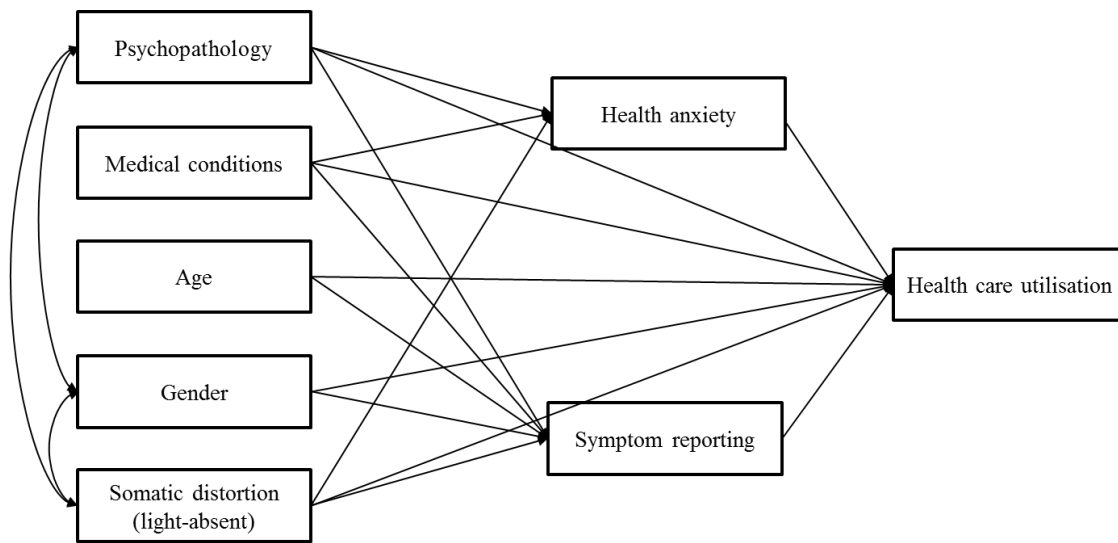 Psychopathology
Medical conditions
Age
Gender
Somatic distortion
(light-absent)
Health anxiety
Symptom reporting
Health care utilisation